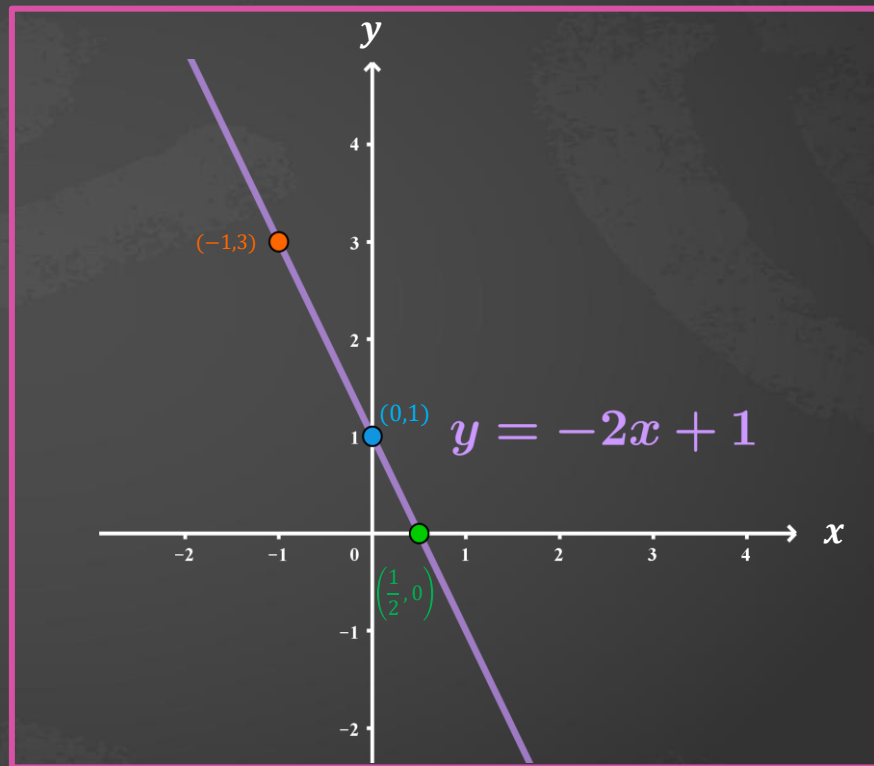 y
4
(−1,3)
3
2
(0,1)
1
y = −2x + 1
−2 −1 0 1 2 3 4
x
(1/2, 0)
−1
−2